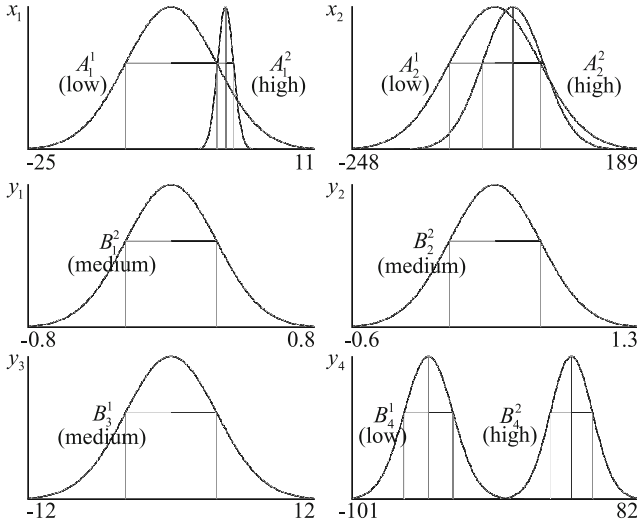 x₁
A₁¹
(low)
A₁²
(high)
-25
11
x₂
A₂¹
(low)
A₂²
(high)
-248
189
y₁
B₁²
(medium)
-0.8
0.8
y₂
B₂²
(medium)
-0.6
1.3
y₃
B₃¹
(medium)
-12
12
y₄
B₄¹
(low)
B₄²
(high)
-101
82